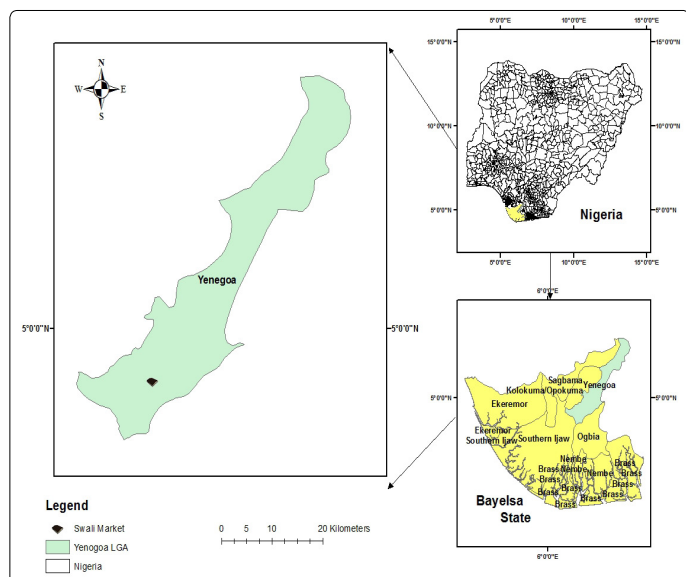 N
W E
S
Yenegoa
5°0'0"N
5°0'0"N
Legend
Swali Market
Yenogoa LGA
Nigeria
0 5 10 20 Kilometers
5°0'0"E 10°0'0"E 15°0'0"E
15°0'0"N
15°0'0"N
10°0'0"N
10°0'0"N
5°0'0"N
5°0'0"N
Nigeria
5°0'0"E 10°0'0"E 15°0'0"E
6°0'0"E
Sagbama
Kolokuma/Opokuma
Yenegoa
5°0'0"N
5°0'0"N
Ekeremor
Ekeremor
Southern Ijaw
Southern Ijaw
Ogbia
Nembe
Brass
Brass
Nembe
Nembe
Brass
Brass
Brass
Brass
Brass
Brass
Brass
Brass
Bayelsa
State
6°0'0"E